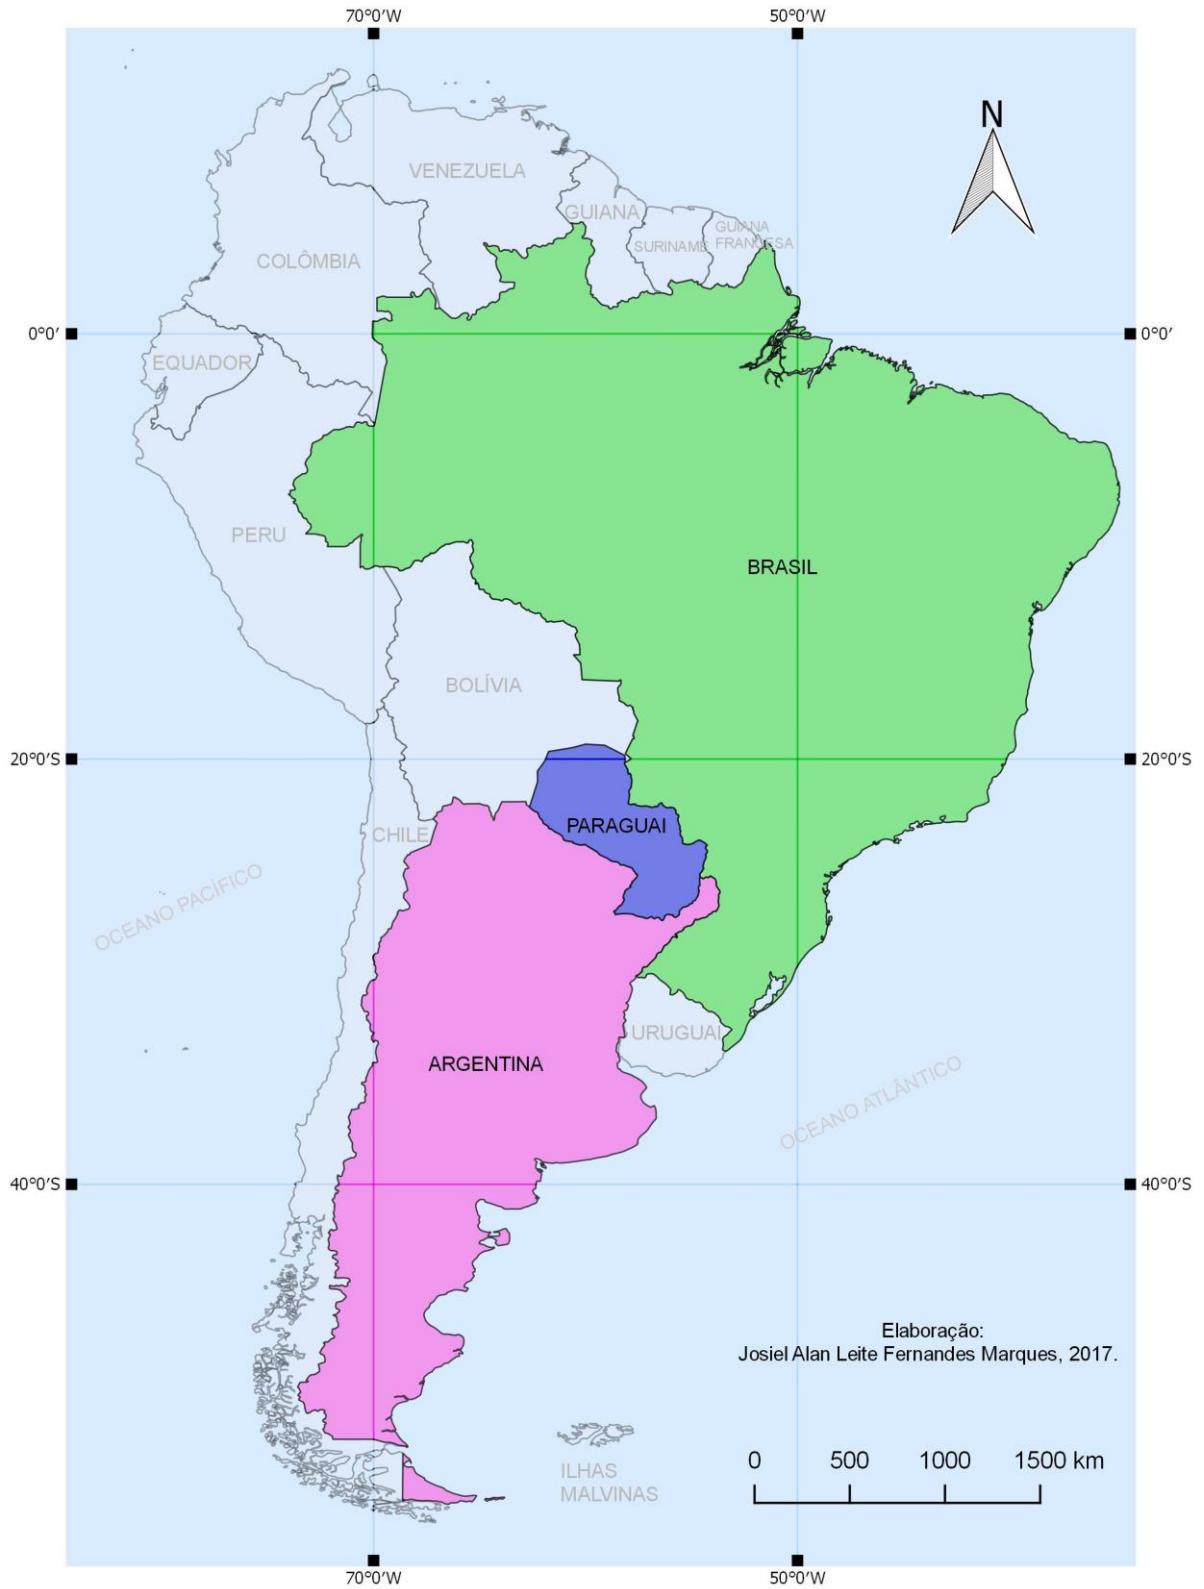 70°0′W
50°0′W
N
VENEZUELA
GUIANA
GUIANA
FRANCESA
SURINAME
COLÔMBIA
0°0′
0°0′
EQUADOR
PERU
BRASIL
BOLÍVIA
20°0′S
20°0′S
PARAGUAI
CHILE
OCEANO PACÍFICO
URUGUAI
ARGENTINA
OCEANO ATLÂNTICO
40°0′S
40°0′S
Elaboração:
Josiel Alan Leite Fernandes Marques, 2017.
0 500 1000 1500 km
ILHAS
MALVINAS
70°0′W
50°0′W